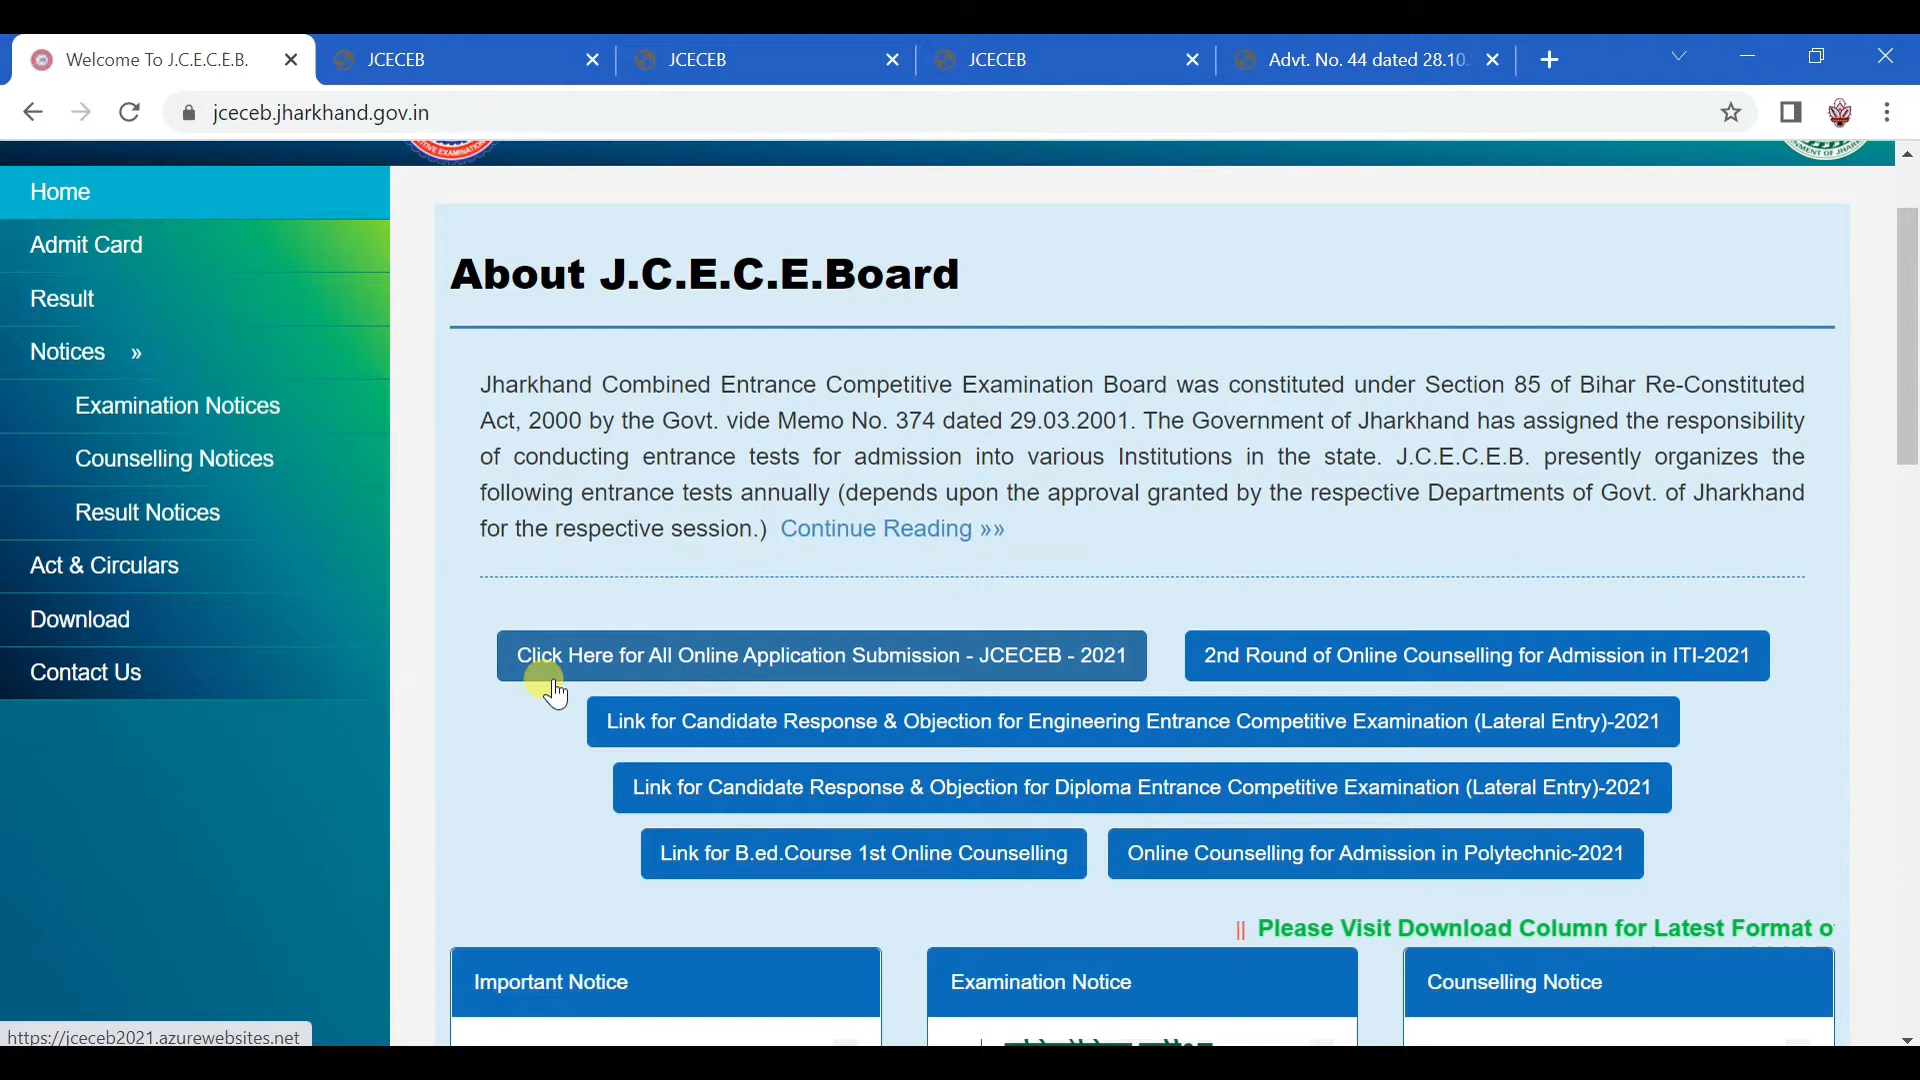 Welcome To J.C.E.C.E.B.
JCECEB
JCECEB
JCECEB
Advt. No. 44 dated 28.10.
jceceb.jharkhand.gov.in
Home
Admit Card
Result
Notices »
Examination Notices
Counselling Notices
Result Notices
Act & Circulars
Download
Contact Us
About J.C.E.C.E.Board
Jharkhand Combined Entrance Competitive Examination Board was constituted under Section 85 of Bihar Re-Constituted
Act, 2000 by the Govt. vide Memo No. 374 dated 29.03.2001. The Government of Jharkhand has assigned the responsibility
of conducting entrance tests for admission into various Institutions in the state. J.C.E.C.E.B. presently organizes the
following entrance tests annually (depends upon the approval granted by the respective Departments of Govt. of Jharkhand
for the respective session.) Continue Reading »»
Click Here for All Online Application Submission - JCECEB - 2021
2nd Round of Online Counselling for Admission in ITI-2021
Link for Candidate Response & Objection for Engineering Entrance Competitive Examination (Lateral Entry)-2021
Link for Candidate Response & Objection for Diploma Entrance Competitive Examination (Lateral Entry)-2021
Link for B.ed.Course 1st Online Counselling
Online Counselling for Admission in Polytechnic-2021
|| Please Visit Download Column for Latest Format o
Important Notice
Examination Notice
Counselling Notice
https://jceceb2021.azurewebsites.net